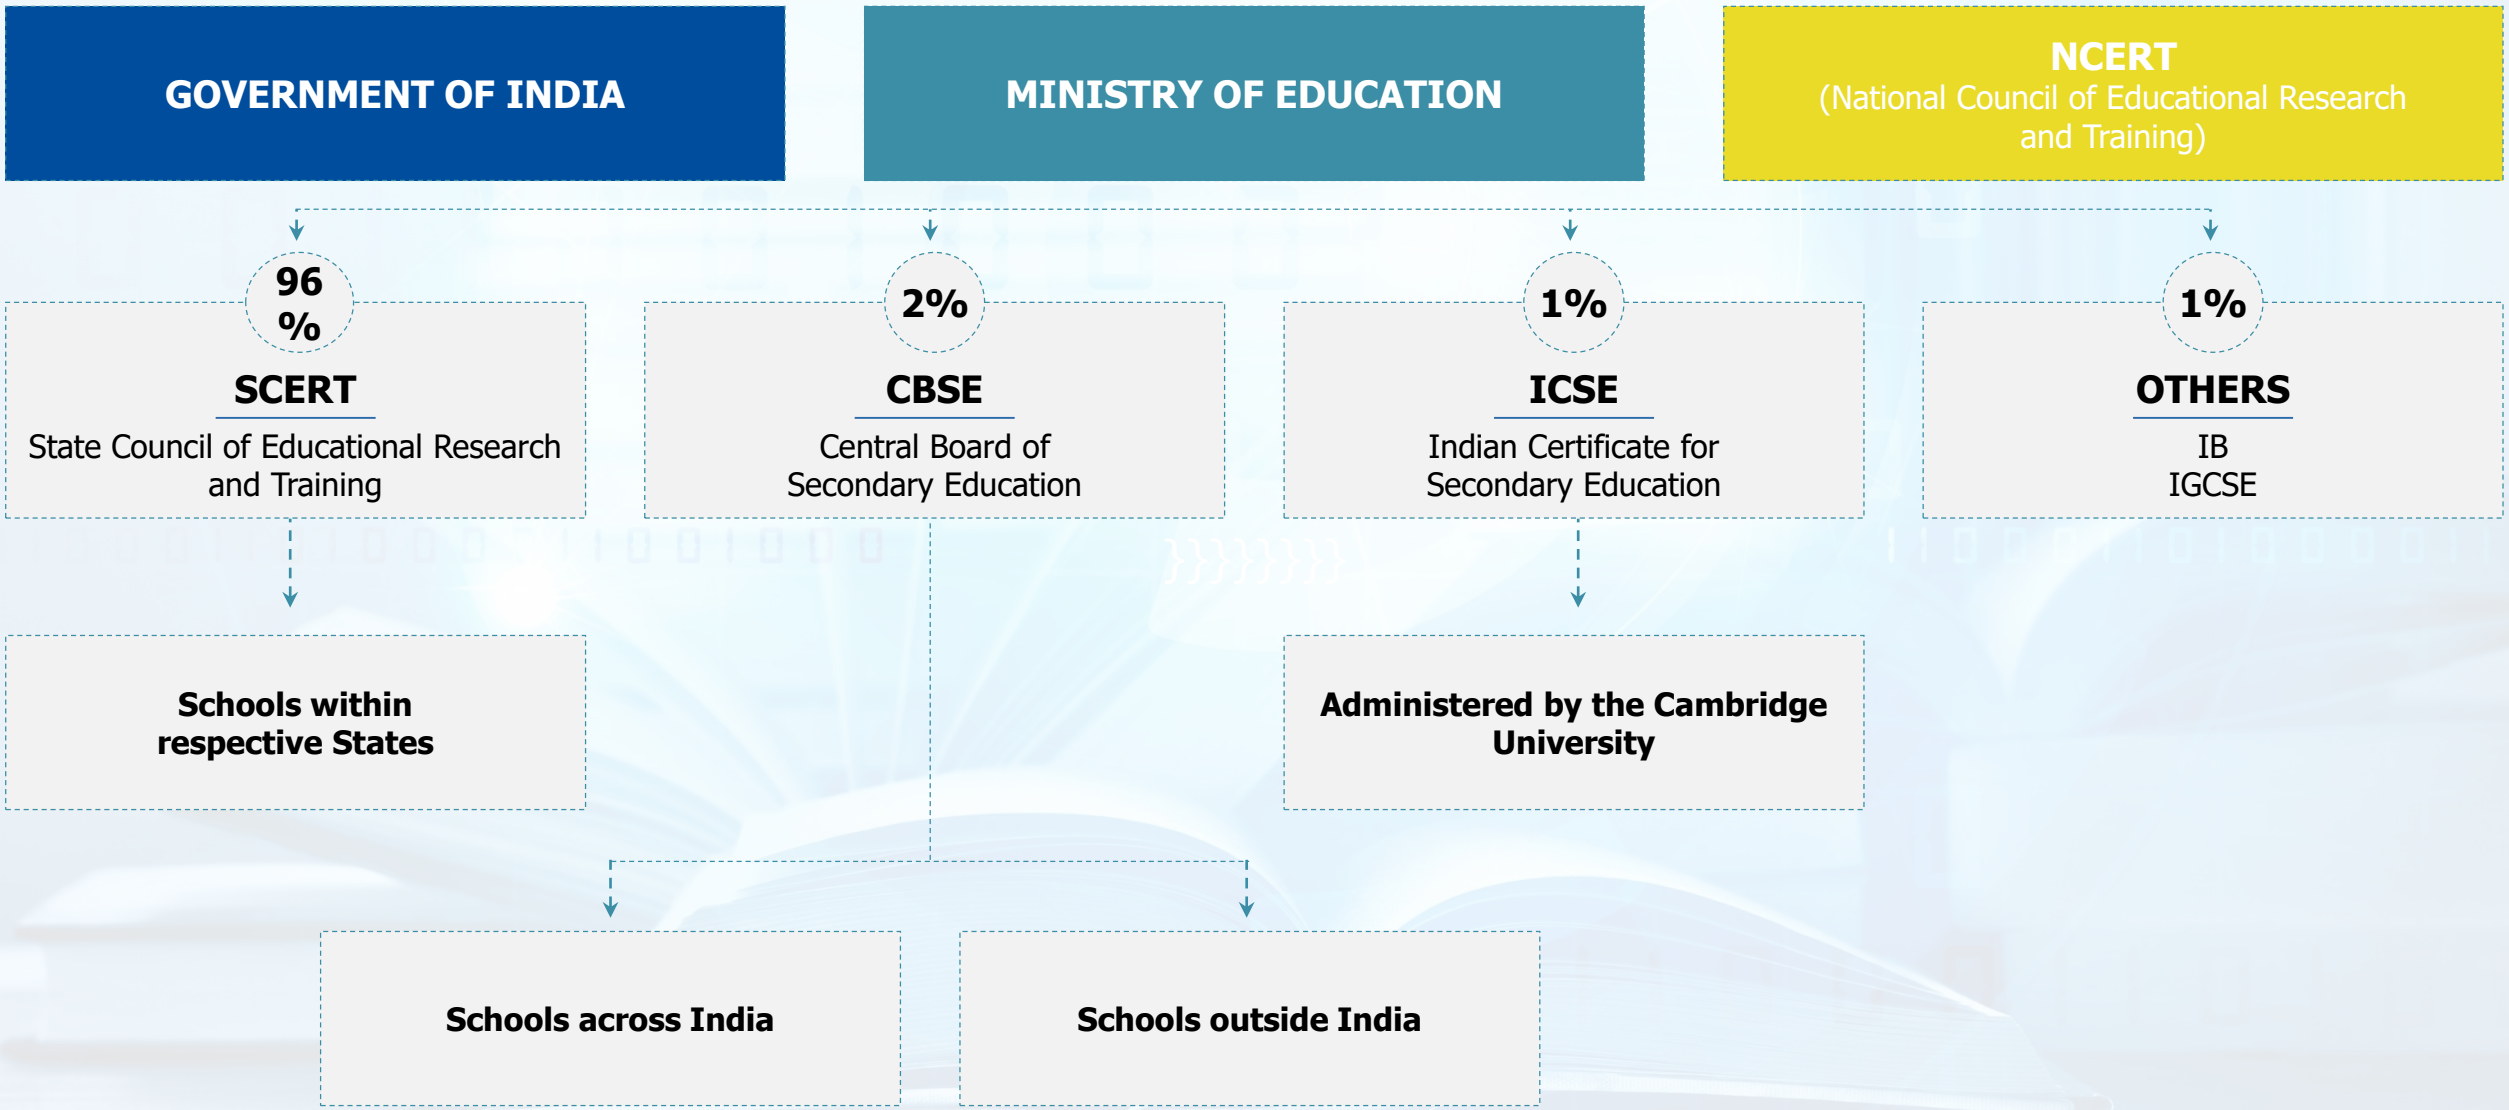 GOVERNMENT OF INDIA
MINISTRY OF EDUCATION
NCERT
(National Council of Educational Research
and Training)
96
%
SCERT
State Council of Educational Research
and Training
2%
CBSE
Central Board of
Secondary Education
1%
ICSE
Indian Certificate for
Secondary Education
1%
OTHERS
IB
IGCSE
Schools within
respective States
Administered by the Cambridge
University
Schools across India
Schools outside India